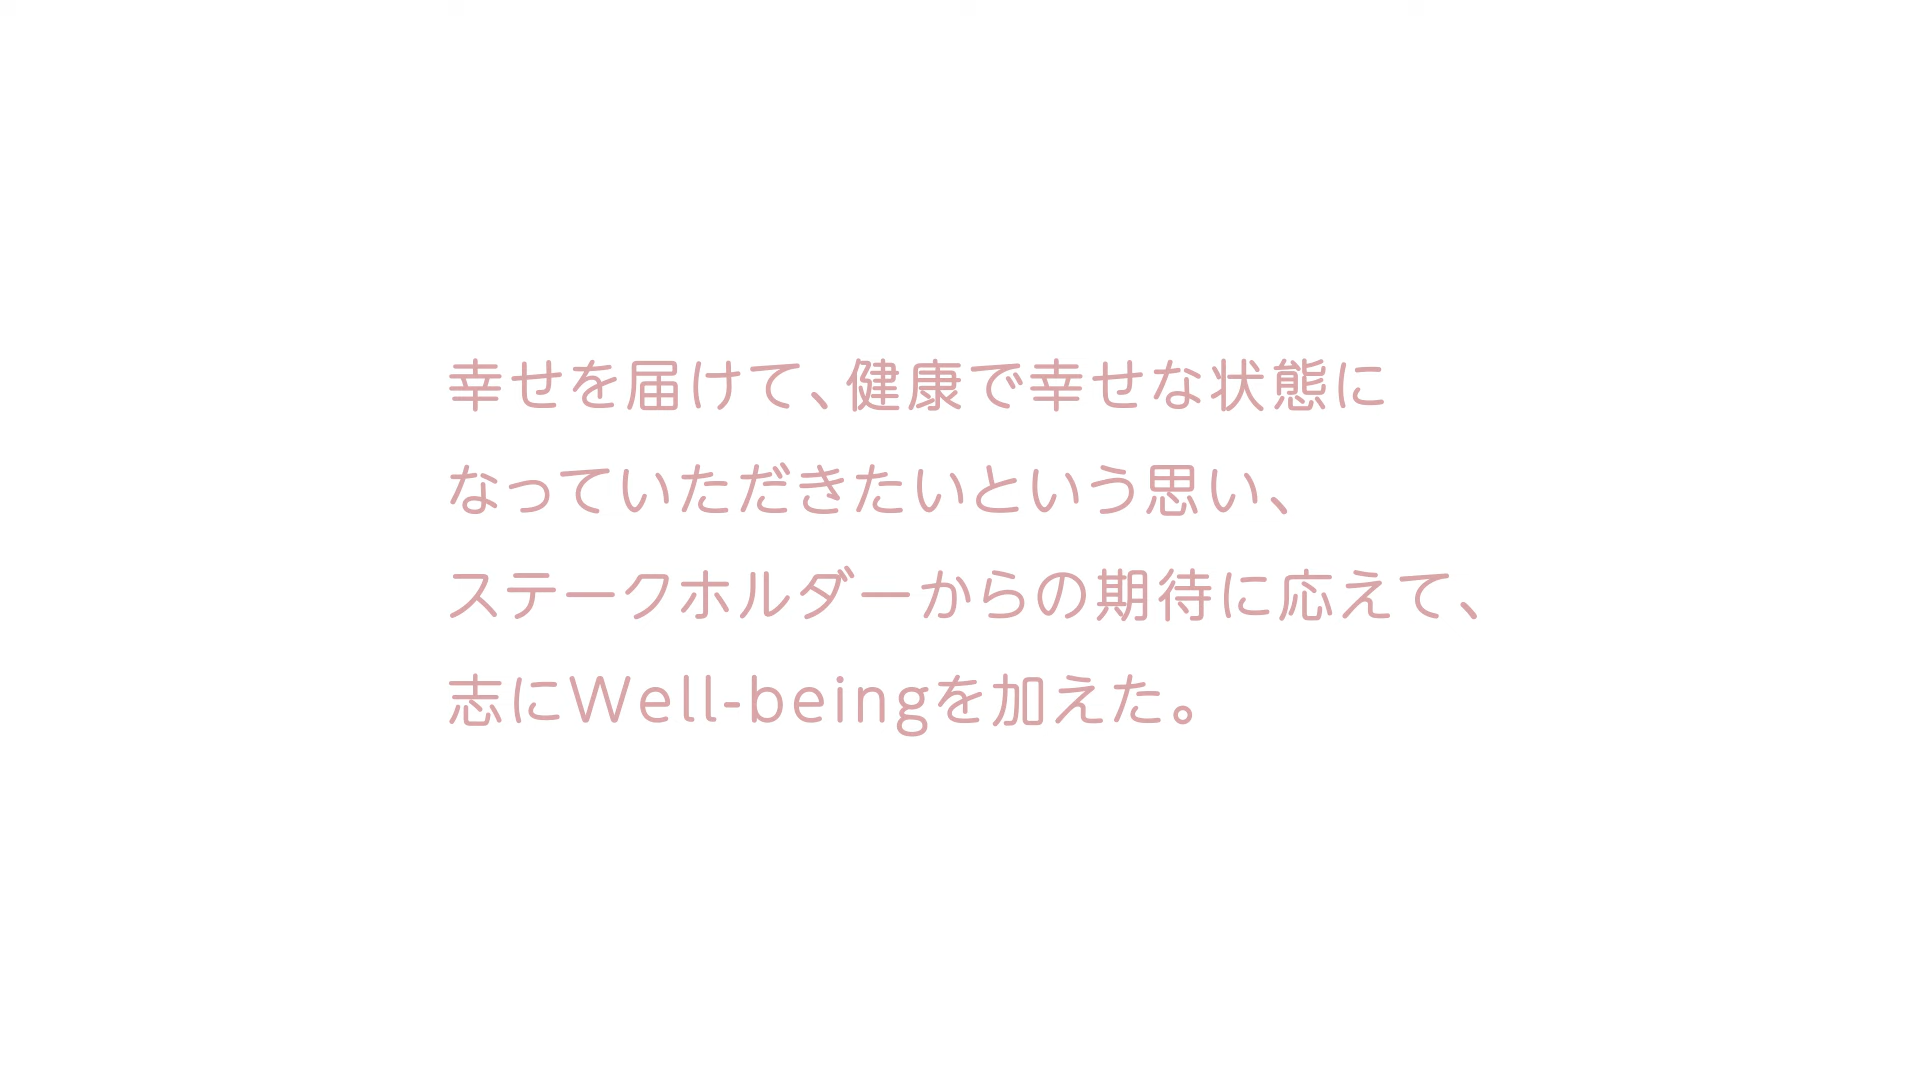 幸せを届けて、健康で幸せな状態に
なっていただきたいという思い、
ステークホルダーからの期待に応えて、
志にWell-beingを加えた。